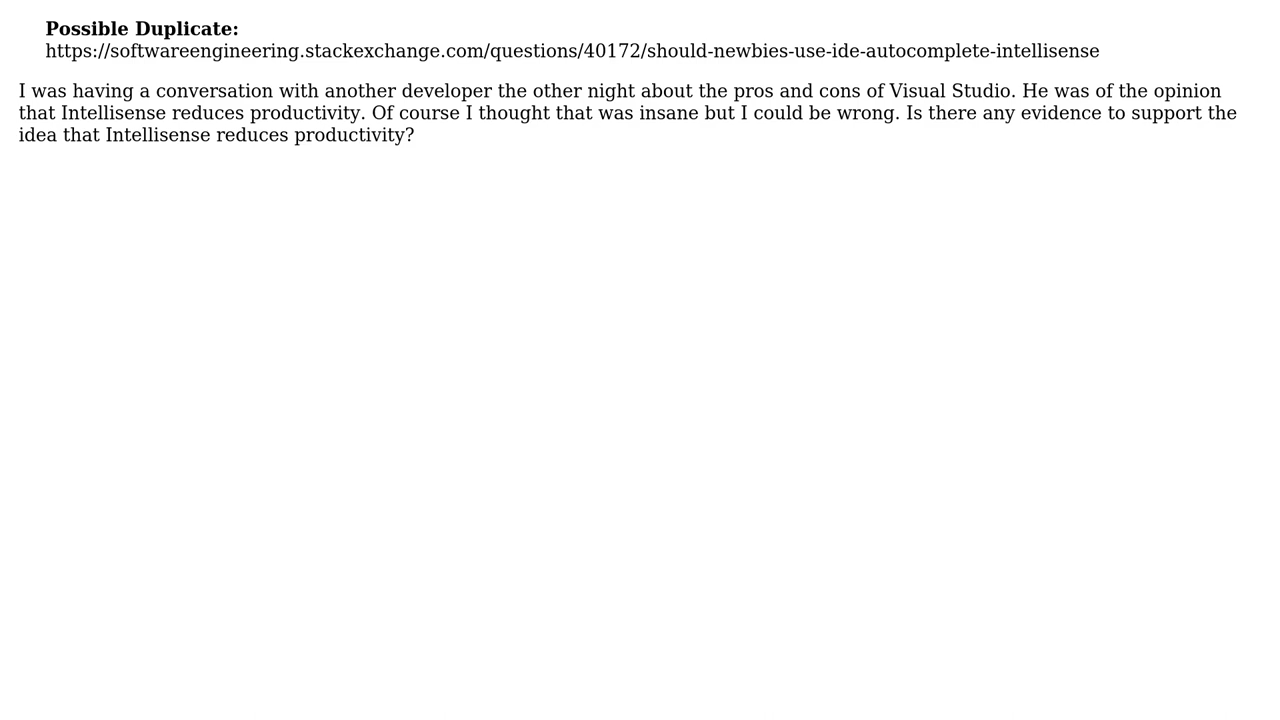 Possible Duplicate:
https://softwareengineering.stackexchange.com/questions/40172/should-newbies-use-ide-autocomplete-intellisense
I was having a conversation with another developer the other night about the pros and cons of Visual Studio. He was of the opinion
that Intellisense reduces productivity. Of course I thought that was insane but I could be wrong. Is there any evidence to support the
idea that Intellisense reduces productivity?